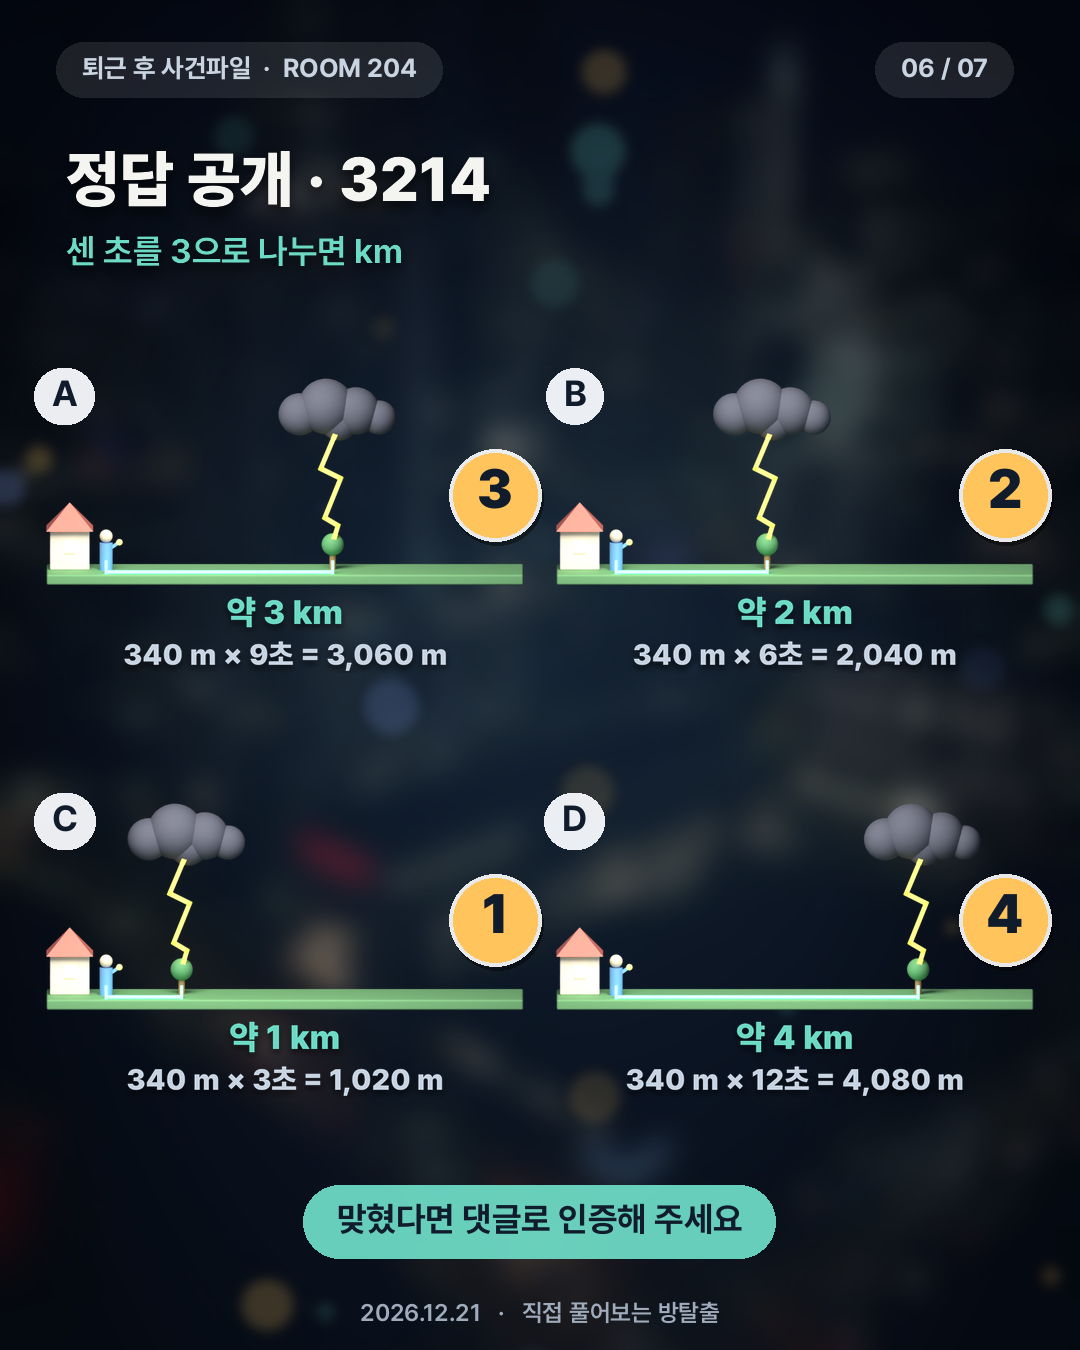 퇴근 후 사건파일 · ROOM 204
06 / 07
정답 공개 · 3214
센 초를 3으로 나누면 km
A
3
약 3 km
340 m × 9초 = 3,060 m
B
2
약 2 km
340 m × 6초 = 2,040 m
C
1
약 1 km
340 m × 3초 = 1,020 m
D
4
약 4 km
340 m × 12초 = 4,080 m
맞혔다면 댓글로 인증해 주세요
2026.12.21 · 직접 풀어보는 방탈출